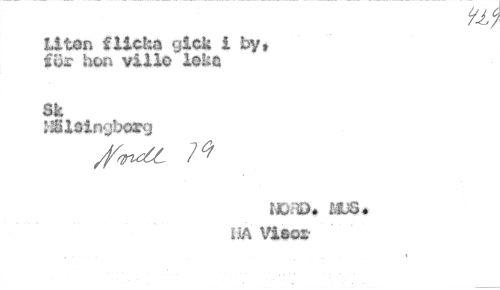 429
Liten flicka gick i by,
för hon ville leka
Sk
Hälsingborg
Nordl 79
NORD. MUS.
HA Visor